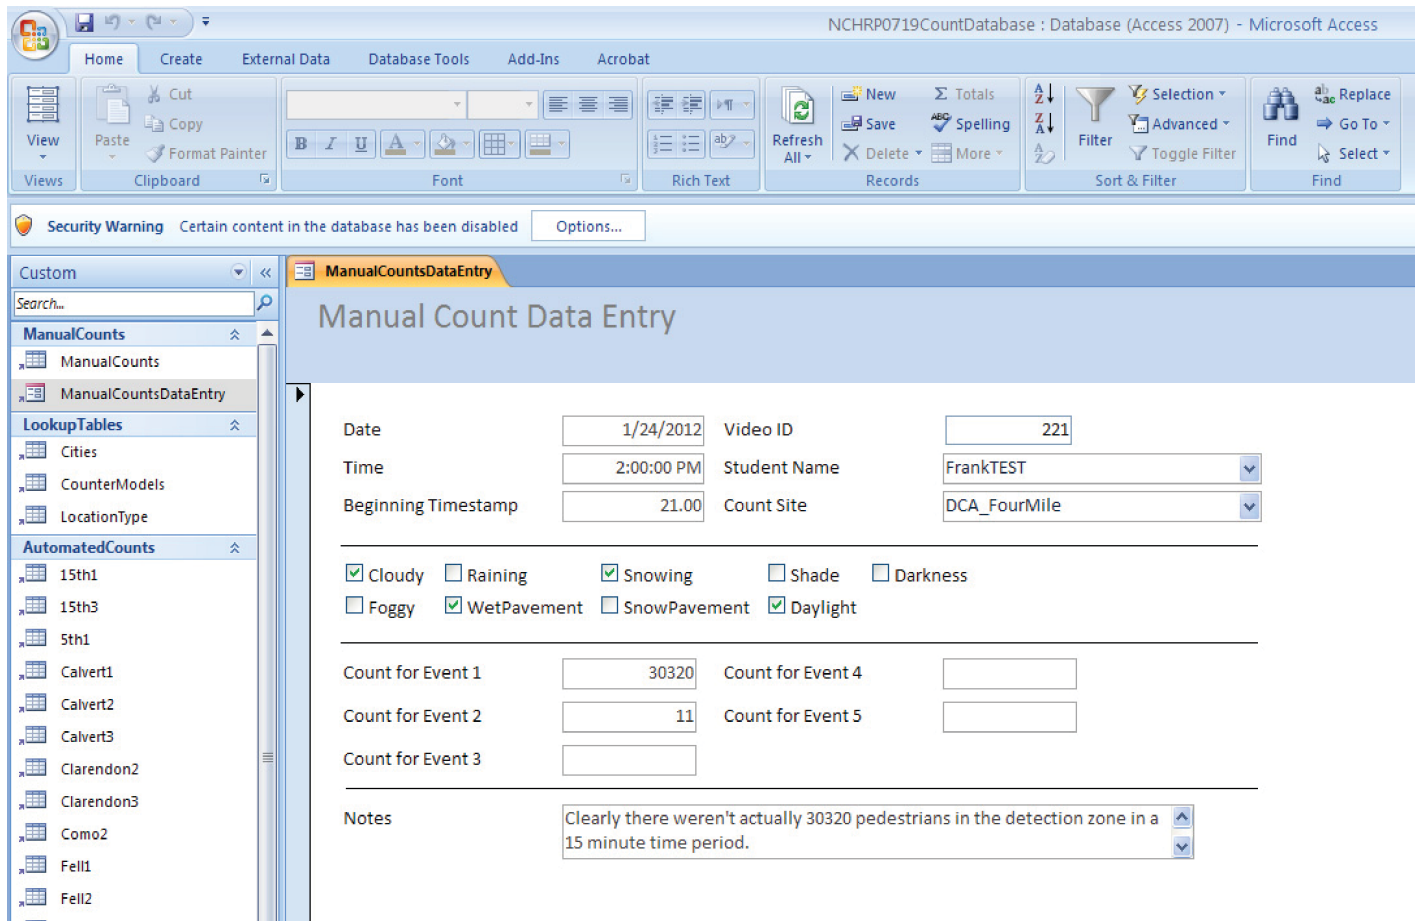 NCHRP0719CountDatabase : Database (Access 2007) - Microsoft Access
Home Create External Data Database Tools Add-Ins Acrobat
View
Views
Paste
Cut
Copy
Format Painter
Clipboard
B I U A
Font
ab
Rich Text
Refresh
All
New
Save
Delete
Σ Totals
ABC Spelling
More
Records
A
Z
Z
A
Filter
Selection
Advanced
Toggle Filter
Sort & Filter
Find
Replace
Go To
Select
Find
Security Warning Certain content in the database has been disabled Options...
Custom
Search...
ManualCounts
ManualCounts
ManualCountsDataEntry
LookupTables
Cities
CounterModels
LocationType
AutomatedCounts
15th1
15th3
5th1
Calvert1
Calvert2
Calvert3
Clarendon2
Clarendon3
Como2
Fell1
Fell2
ManualCountsDataEntry
Manual Count Data Entry
Date 1/24/2012 Video ID 221
Time 2:00:00 PM Student Name FrankTEST
Beginning Timestamp 21.00 Count Site DCA_FourMile
Cloudy Raining Snowing Shade Darkness
Foggy WetPavement SnowPavement Daylight
Count for Event 1 30320 Count for Event 4
Count for Event 2 11 Count for Event 5
Count for Event 3
Notes Clearly there weren't actually 30320 pedestrians in the detection zone in a
15 minute time period.